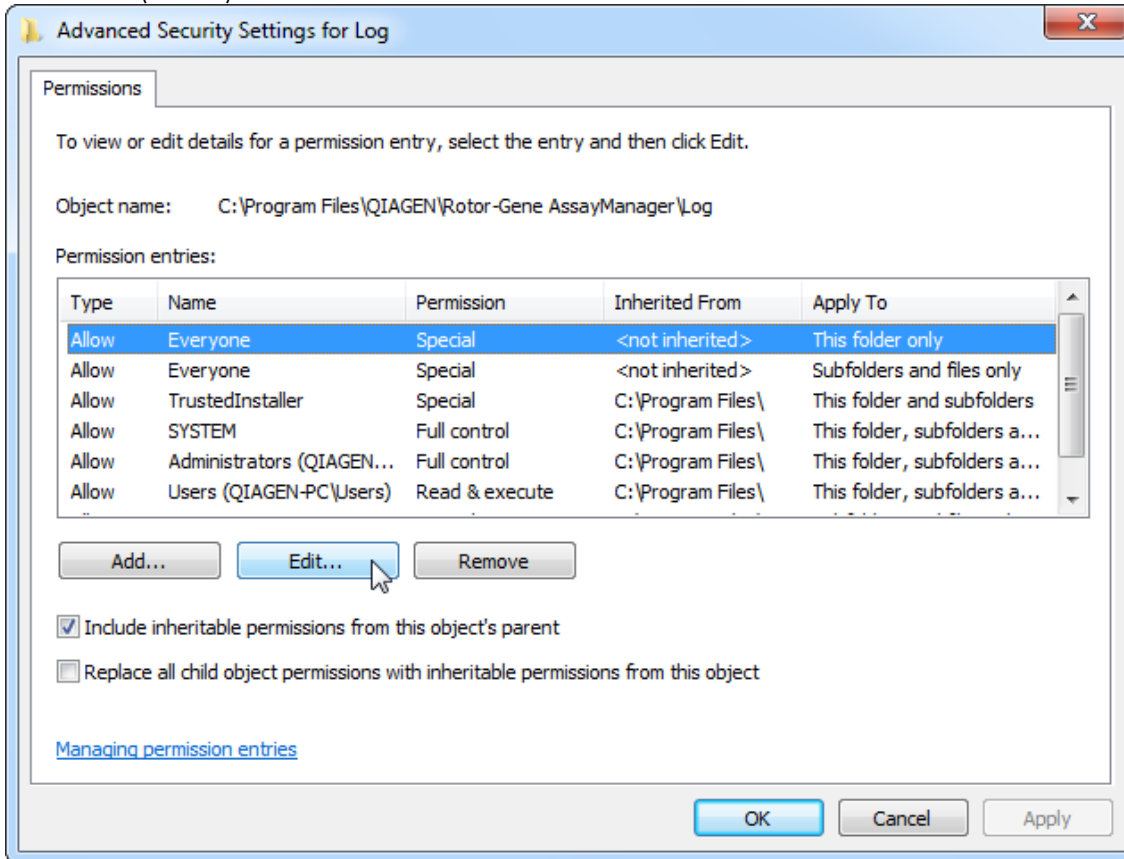 Advanced Security Settings for Log
Permissions
To view or edit details for a permission entry, select the entry and then click Edit.
Object name: C:\Program Files\QIAGEN\Rotor-Gene AssayManager\Log
Permission entries:
Type Name Permission Inherited From Apply To
Allow Everyone Special <not inherited> This folder only
Allow Everyone Special <not inherited> Subfolders and files only
Allow TrustedInstaller Special C:\Program Files\ This folder and subfolders
Allow SYSTEM Full control C:\Program Files\ This folder, subfolders a...
Allow Administrators (QIAGEN... Full control C:\Program Files\ This folder, subfolders a...
Allow Users (QIAGEN-PC\Users) Read & execute C:\Program Files\ This folder, subfolders a...
Add... Edit... Remove
Include inheritable permissions from this object's parent
Replace all child object permissions with inheritable permissions from this object
Managing permission entries
OK Cancel Apply